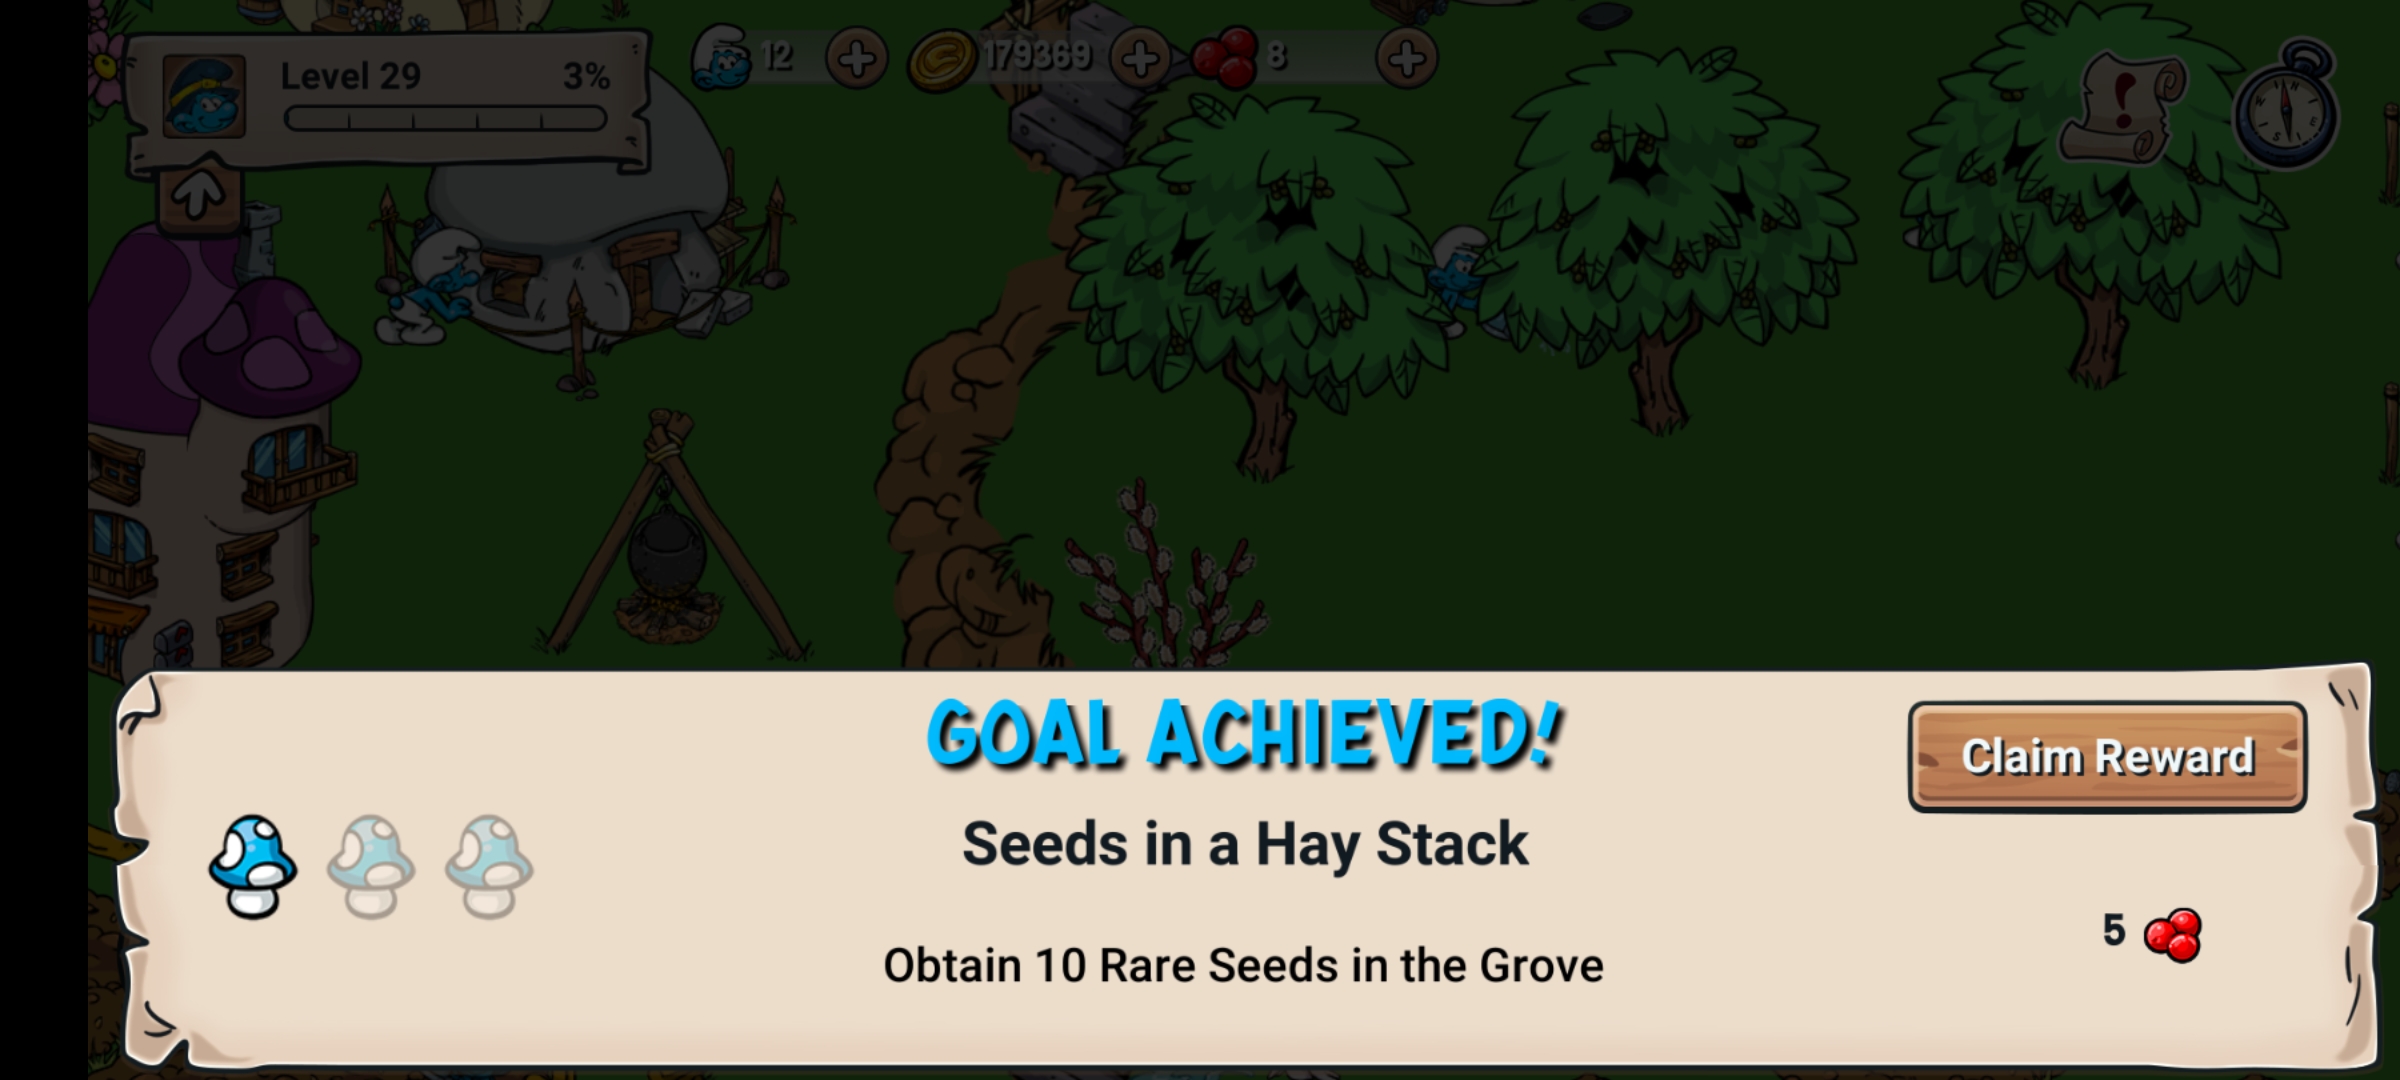 Level 29
3%
12
179369
8
GOAL ACHIEVED!
Claim Reward
Seeds in a Hay Stack
5
Obtain 10 Rare Seeds in the Grove